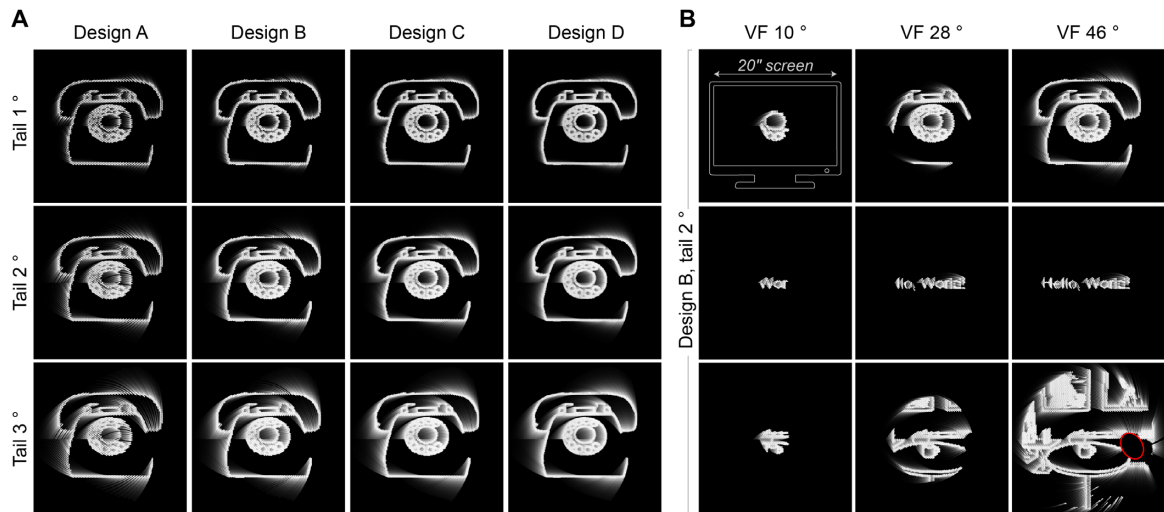 A
Design A Design B Design C Design D
Tail 1 °
Tail 2 °
Tail 3 °
B
VF 10 ° VF 28 ° VF 46 °
Design B, tail 2 °
20" screen
War
llo, World!
Hello, World!